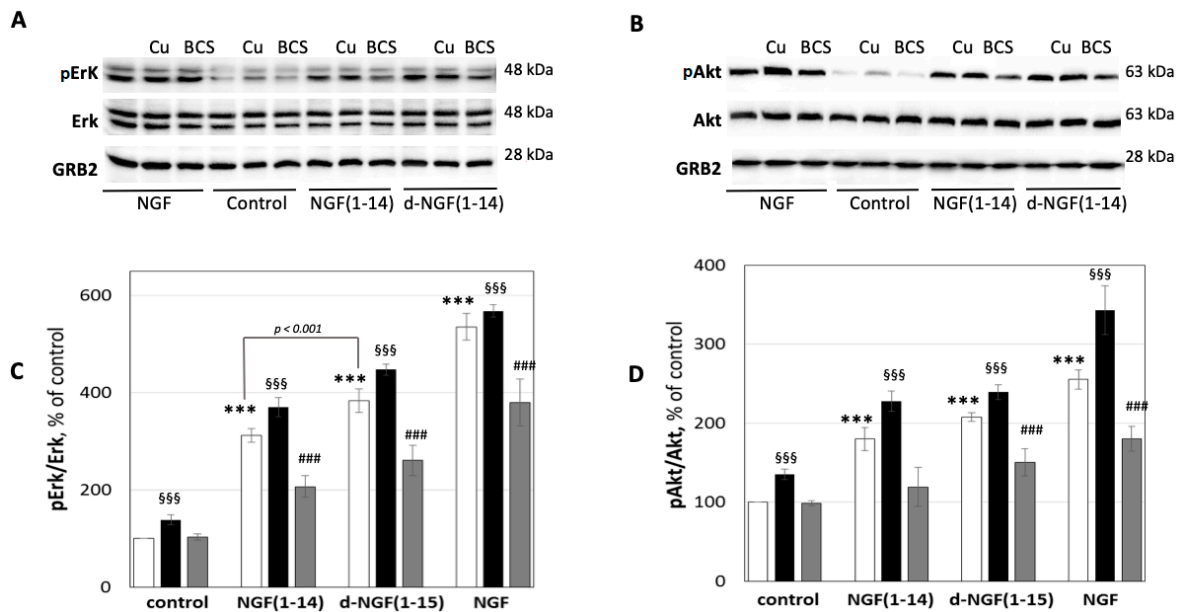 A
Cu BCS Cu BCS Cu BCS Cu BCS
pErK 48 kDa
Erk 48 kDa
GRB2 28 kDa
NGF Control NGF(1-14) d-NGF(1-14)
B
Cu BCS Cu BCS Cu BCS Cu BCS
pAkt 63 kDa
Akt 63 kDa
GRB2 28 kDa
NGF Control NGF(1-14) d-NGF(1-14)
C
pErk/Erk, % of control
600
400
200
0
p < 0.001
§§§
*** §§§ ###
*** §§§ ###
*** §§§ ###
control NGF(1-14) d-NGF(1-15) NGF
D
pAkt/Akt, % of control
400
300
200
100
0
§§§
*** §§§
*** §§§ ###
*** §§§ ###
control NGF(1-14) d-NGF(1-15) NGF